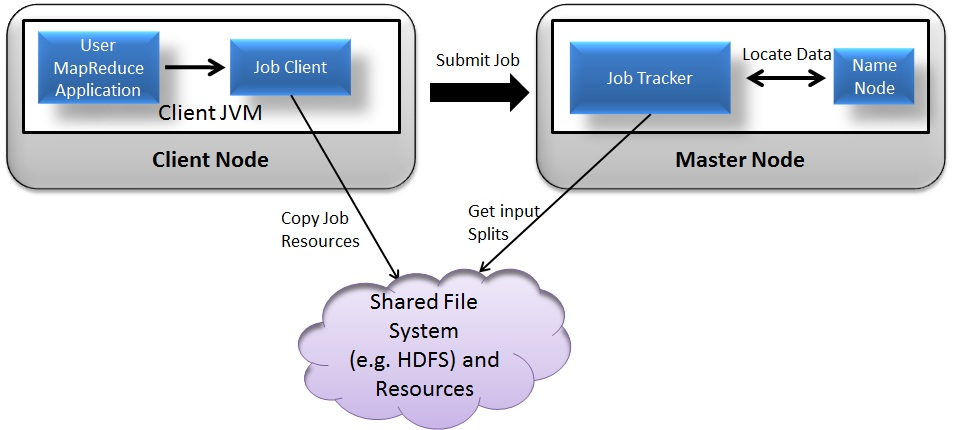 User
MapReduce
Application
Job Client
Client JVM
Client Node
Submit Job
Job Tracker
Locate Data
Name
Node
Master Node
Copy Job
Resources
Get input
Splits
Shared File
System
(e.g. HDFS) and
Resources